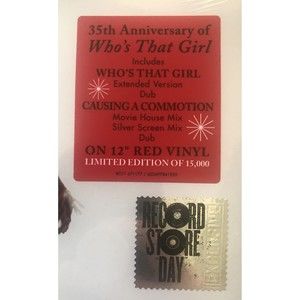 35th Anniversary of
Who's That Girl
Includes
WHO'S THAT GIRL
Extended Version
Dub
CAUSING A COMMOTION
Movie House Mix
Silver Screen Mix
Dub
ON 12" RED VINYL
LIMITED EDITION OF 15,000
RECORD
STORE
DAY